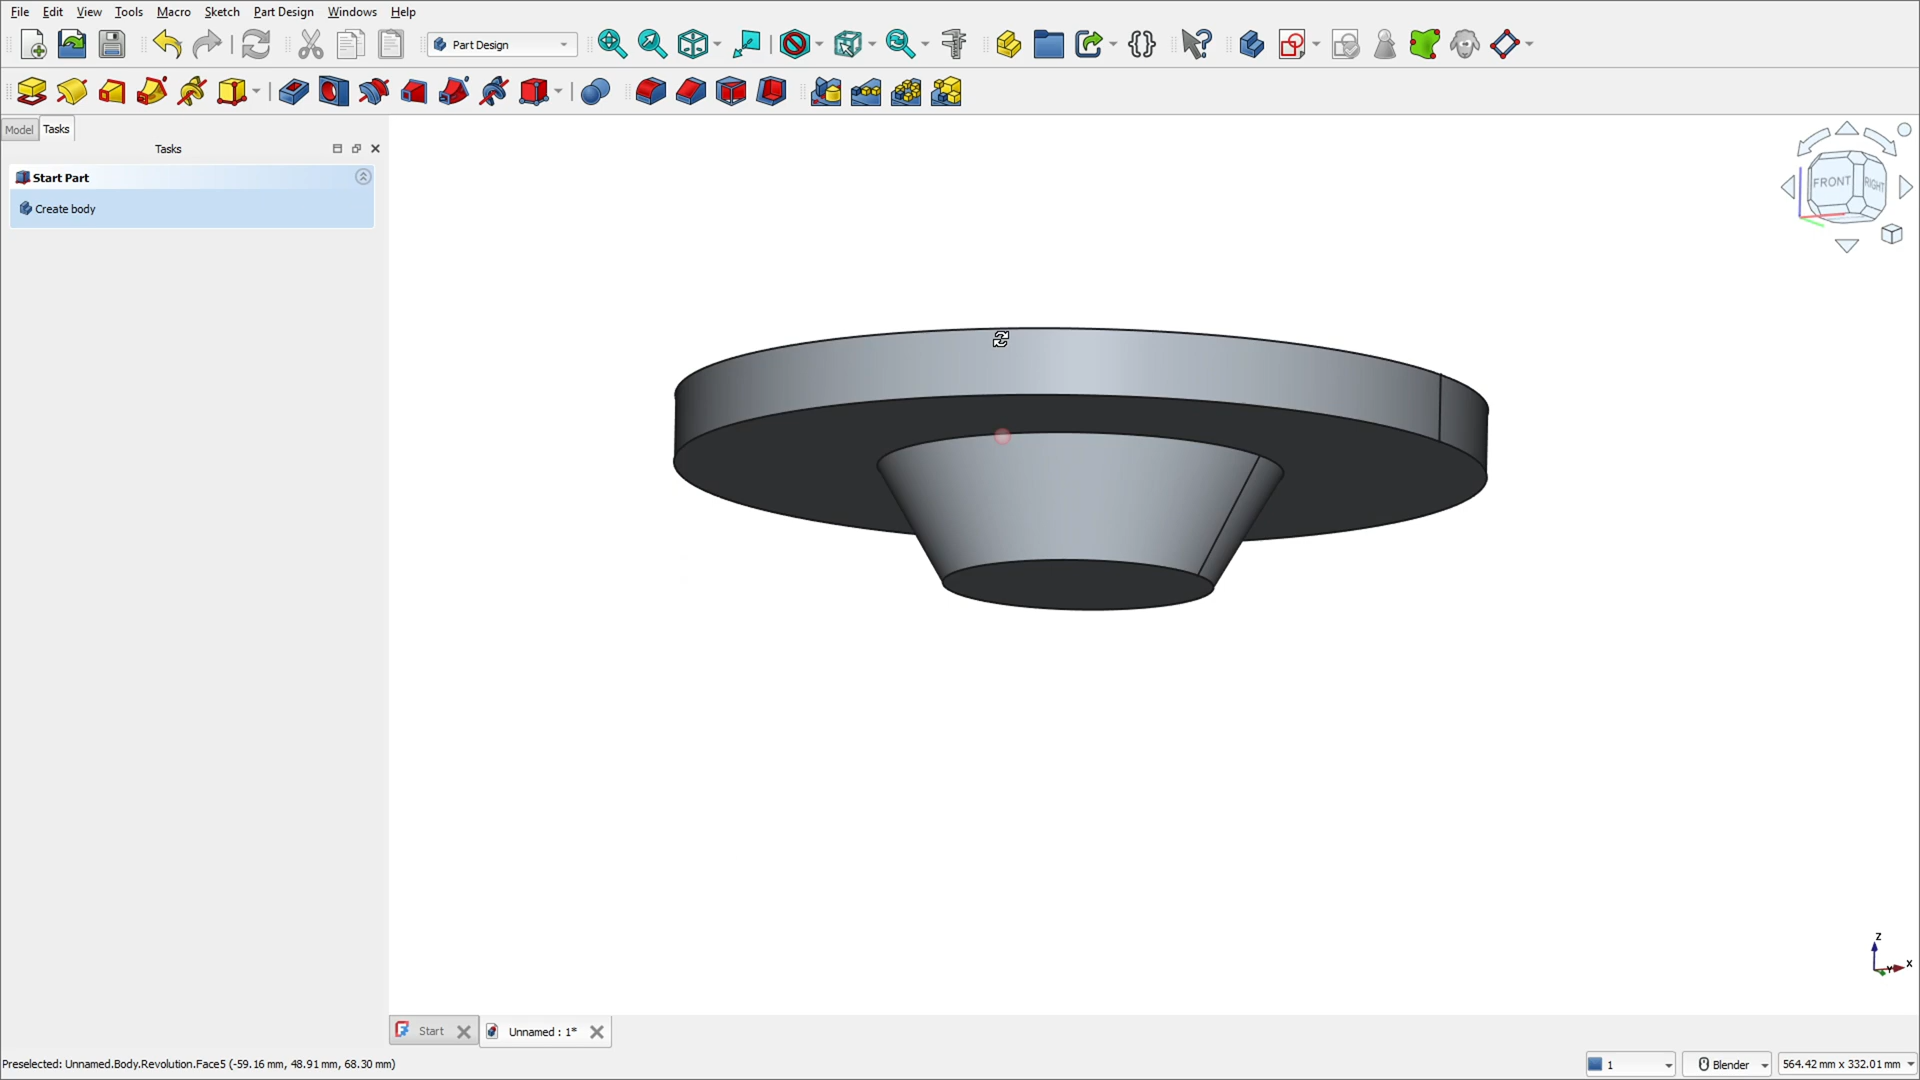 File Edit View Tools Macro Sketch Part Design Windows Help
Part Design
Model Tasks
Tasks
Start Part
Create body
FRONT RIGHT
Z
Y X
Start Unnamed : 1*
Preselected: Unnamed.Body.Revolution.Face5 (-59.16 mm, 48.91 mm, 68.30 mm) 1 Blender 564.42 mm x 332.01 mm